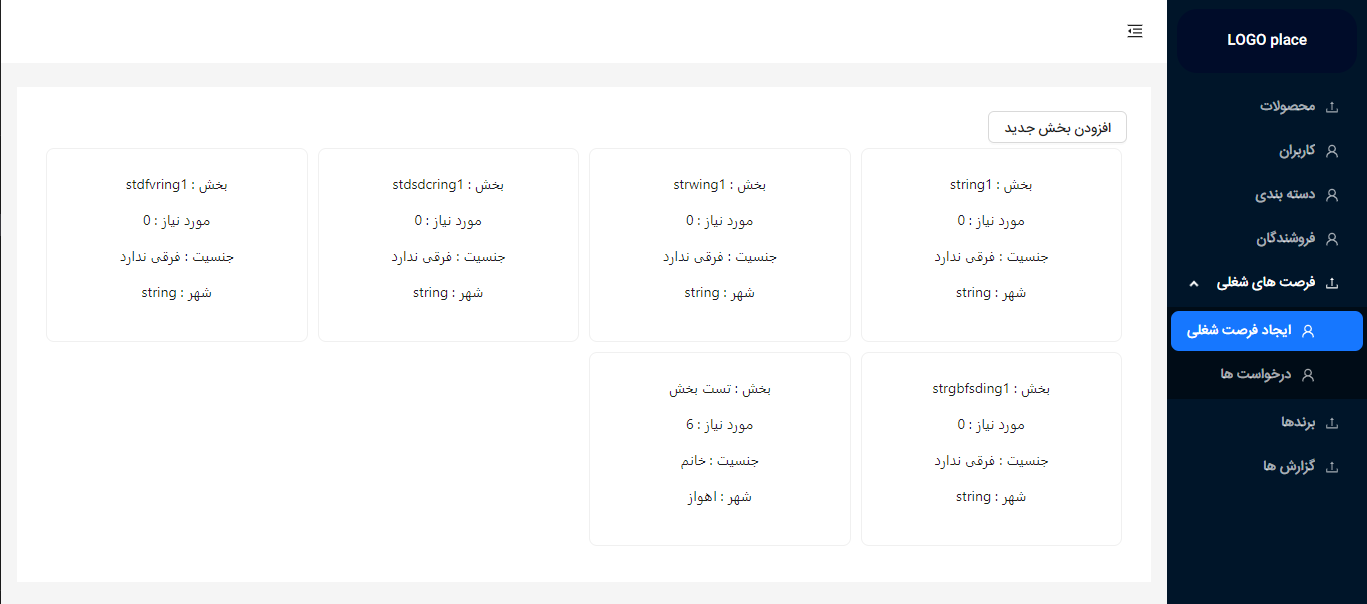 LOGO place
محصولات
کاربران
دسته بندی
فروشندگان
فرصت های شغلی
ایجاد فرصت شغلی
درخواست ها
برندها
گزارش ها
افزودن بخش جدید
بخش : string1
مورد نیاز : 0
جنسیت : فرقی ندارد
شهر : string
بخش : strwing1
مورد نیاز : 0
جنسیت : فرقی ندارد
شهر : string
بخش : stdsdcring1
مورد نیاز : 0
جنسیت : فرقی ندارد
شهر : string
بخش : stdfvring1
مورد نیاز : 0
جنسیت : فرقی ندارد
شهر : string
بخش : strgbfsding1
مورد نیاز : 0
جنسیت : فرقی ندارد
شهر : string
بخش : تست بخش
مورد نیاز : 6
جنسیت : خانم
شهر : اهواز